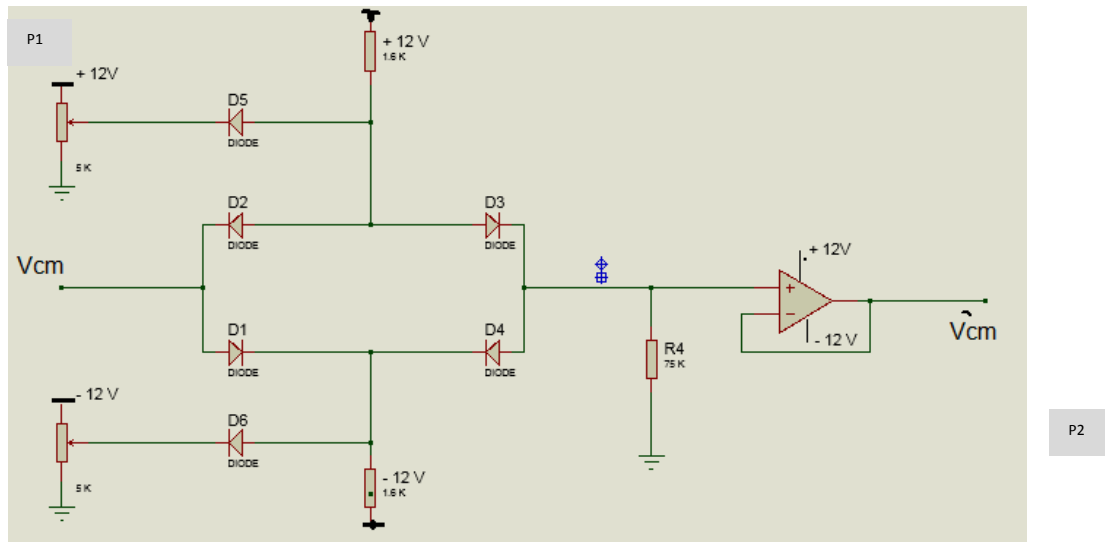 P1
+ 12 V
1.6 K
+ 12V
D5
DIODE
5 K
D2
DIODE
D3
DIODE
Vcm
+ 12V
+
−
- 12 V
Vcm
D1
DIODE
D4
DIODE
R4
75 K
- 12 V
P2
D6
DIODE
- 12 V
1.6 K
5 K